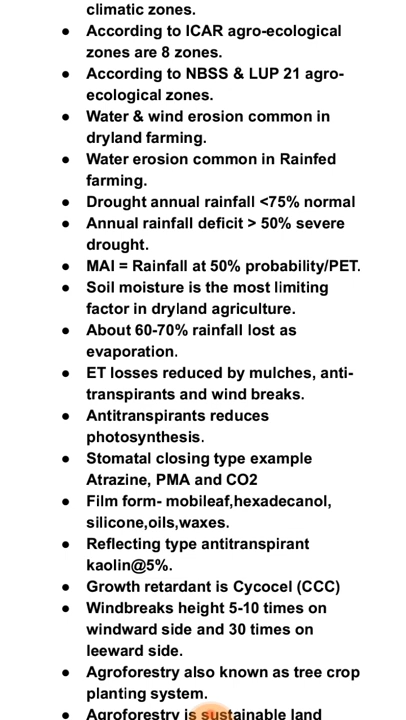 climatic zones.
● According to ICAR agro-ecological
zones are 8 zones.
● According to NBSS & LUP 21 agro-
ecological zones.
● Water & wind erosion common in
dryland farming.
● Water erosion common in Rainfed
farming.
● Drought annual rainfall <75% normal
● Annual rainfall deficit > 50% severe
drought.
● MAI = Rainfall at 50% probability/PET.
● Soil moisture is the most limiting
factor in dryland agriculture.
● About 60-70% rainfall lost as
evaporation.
● ET losses reduced by mulches, anti-
transpirants and wind breaks.
● Antitranspirants reduces
photosynthesis.
● Stomatal closing type example
Atrazine, PMA and CO2
● Film form- mobileaf,hexadecanol,
silicone,oils,waxes.
● Reflecting type antitranspirant
kaolin@5%.
● Growth retardant is Cycocel (CCC)
● Windbreaks height 5-10 times on
windward side and 30 times on
leeward side.
● Agroforestry also known as tree crop
planting system.
● Agroforestry is sustainable land